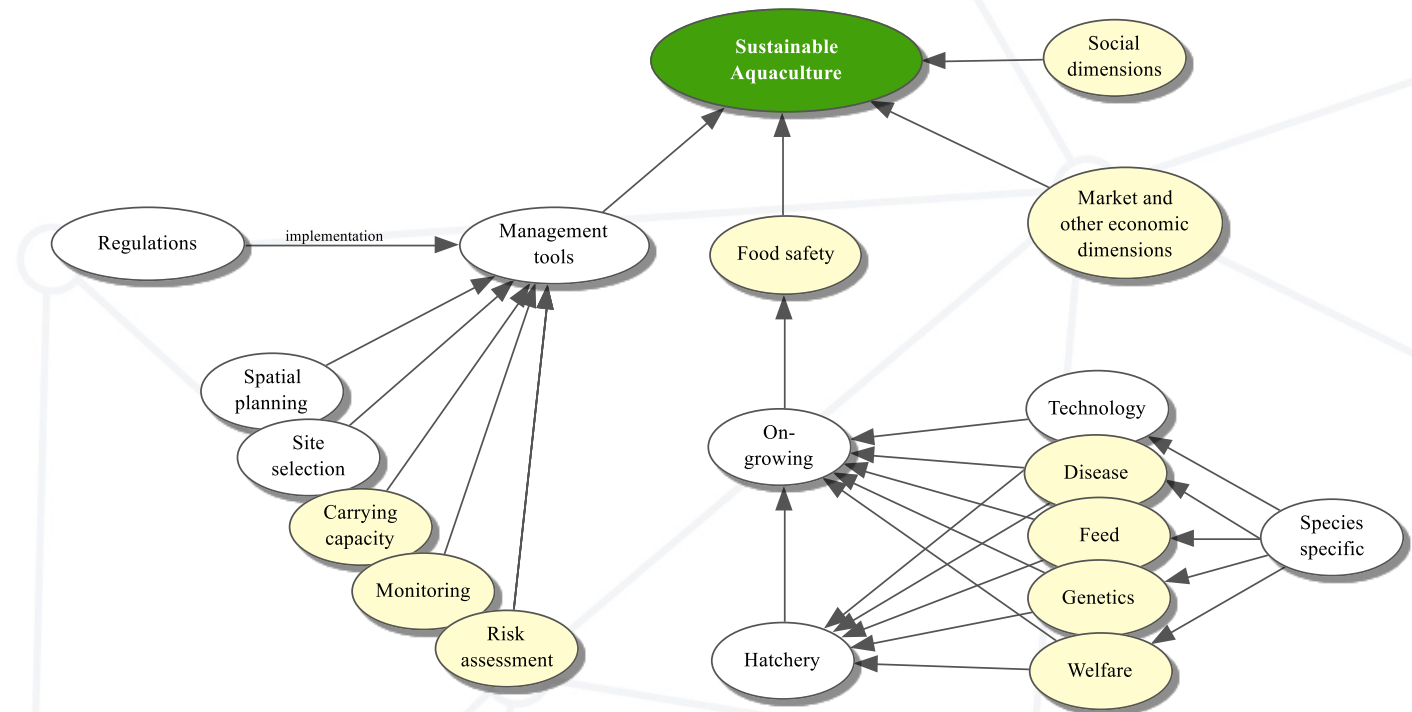 Sustainable
Aquaculture
Social
dimensions
Market and
other economic
dimensions
Regulations
implementation
Management
tools
Food safety
Spatial
planning
Site
selection
Carrying
capacity
Monitoring
Risk
assessment
On-
growing
Hatchery
Technology
Disease
Feed
Genetics
Welfare
Species
specific